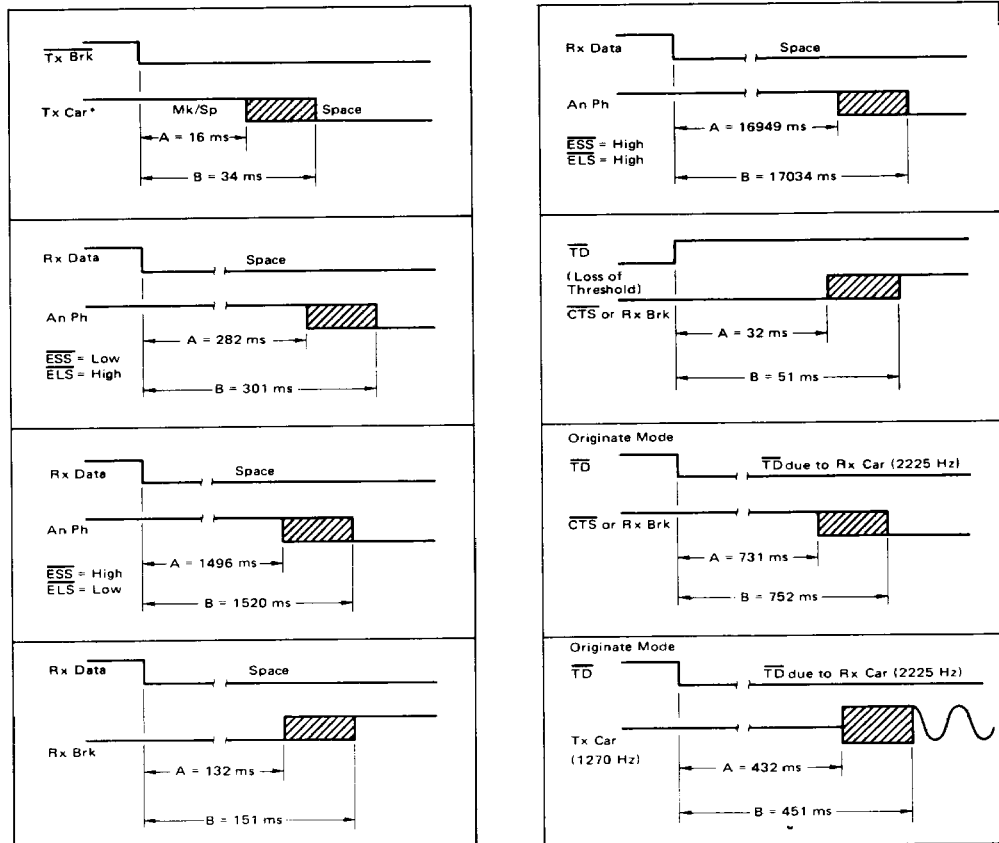 Tx Brk
Tx Car*
Mk/Sp
Space
A = 16 ms
B = 34 ms
Rx Data
Space
An Ph
A = 282 ms
ESS = Low
ELS = High
B = 301 ms
Rx Data
Space
An Ph
A = 1496 ms
ESS = High
ELS = Low
B = 1520 ms
Rx Data
Space
Rx Brk
A = 132 ms
B = 151 ms
Rx Data
Space
An Ph
A = 16949 ms
ESS = High
ELS = High
B = 17034 ms
TD
(Loss of
Threshold)
CTS or Rx Brk
A = 32 ms
B = 51 ms
Originate Mode
TD
TD due to Rx Car (2225 Hz)
CTS or Rx Brk
A = 731 ms
B = 752 ms
Originate Mode
TD
TD due to Rx Car (2225 Hz)
Tx Car
(1270 Hz)
A = 432 ms
B = 451 ms